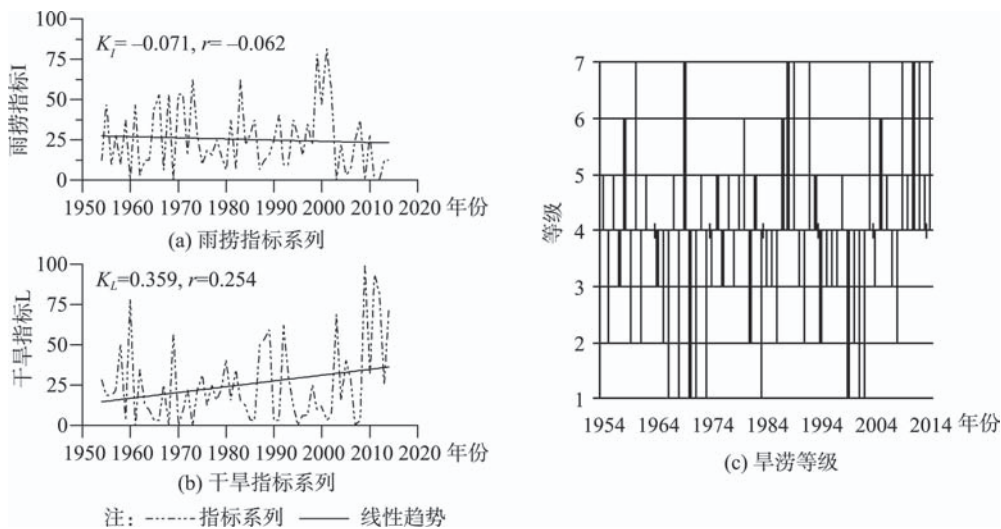 100
75
50
25
0
雨捞指标I
K_I= –0.071, r= –0.062
1950 1960 1970 1980 1990 2000 2010 2020 年份
(a) 雨捞指标系列
100
75
50
25
0
干旱指标L
K_L=0.359, r=0.254
1950 1960 1970 1980 1990 2000 2010 2020 年份
(b) 干旱指标系列
注: 指标系列 线性趋势
7
6
5
4
3
2
1
等级
1954 1964 1974 1984 1994 2004 2014 年份
(c) 旱涝等级